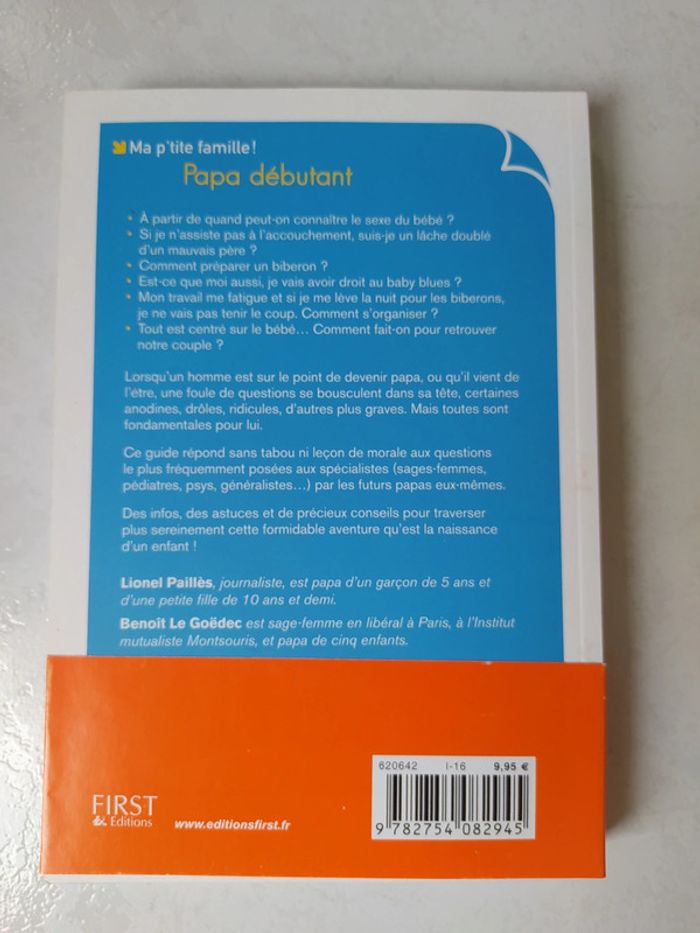 Ma p'tite famille!
Papa débutant
• À partir de quand peut-on connaître le sexe du bébé ?
• Si je n'assiste pas à l'accouchement, suis-je un lâche doublé
d'un mauvais père ?
• Comment préparer un biberon ?
• Est-ce que moi aussi, je vais avoir droit au baby blues ?
• Mon travail me fatigue et si je me lève la nuit pour les biberons,
je ne vais pas tenir le coup. Comment s'organiser ?
• Tout est centré sur le bébé... Comment fait-on pour retrouver
notre couple ?
Lorsqu'un homme est sur le point de devenir papa, ou qu'il vient de
l'être, une foule de questions se bousculent dans sa tête, certaines
anodines, drôles, ridicules, d'autres plus graves. Mais toutes sont
fondamentales pour lui.
Ce guide répond sans tabou ni leçon de morale aux questions
le plus fréquemment posées aux spécialistes (sages-femmes,
pédiatres, psys, généralistes...) par les futurs papas eux-mêmes.
Des infos, des astuces et de précieux conseils pour traverser
plus sereinement cette formidable aventure qu'est la naissance
d'un enfant !
Lionel Paillès, journaliste, est papa d'un garçon de 5 ans et
d'une petite fille de 10 ans et demi.
Benoît Le Goëdec est sage-femme en libéral à Paris, à l'Institut
mutualiste Montsouris, et papa de cinq enfants.
620642 I-16 9,95 €
FIRST
& Editions
www.editionsfirst.fr
9 782754 082945